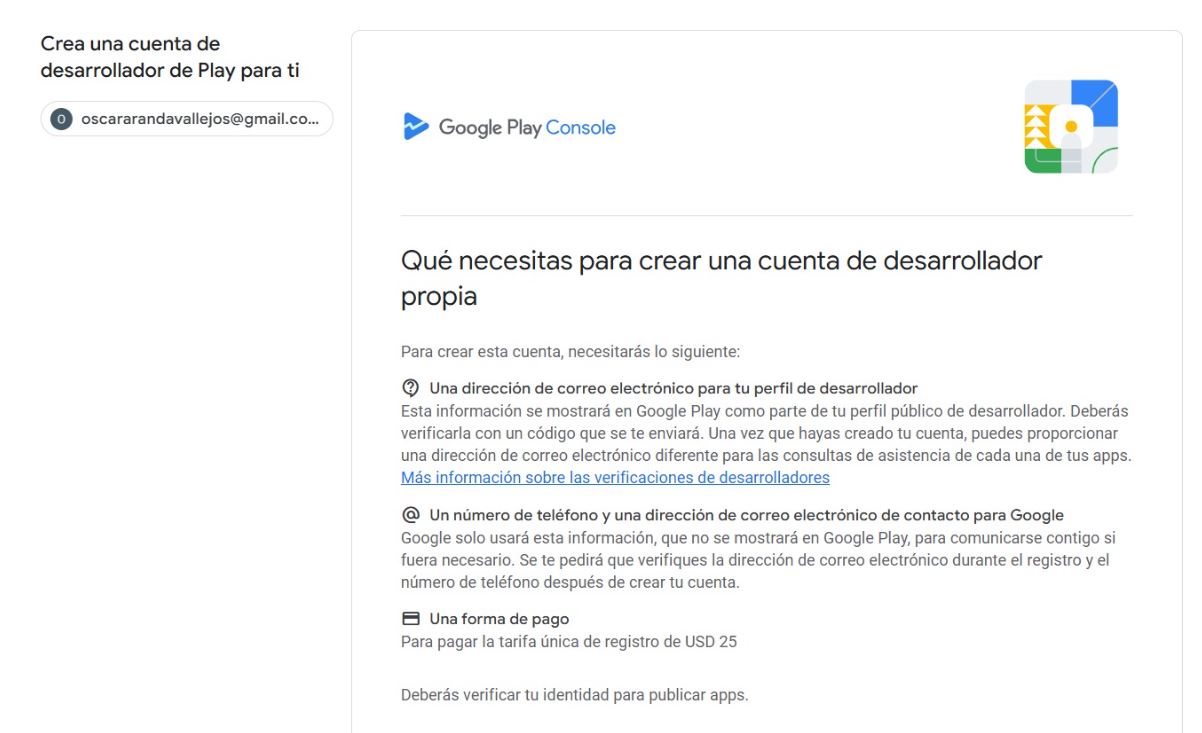 Crea una cuenta de
desarrollador de Play para ti
O oscararandavallejos@gmail.co...
Google Play Console
Qué necesitas para crear una cuenta de desarrollador
propia
Para crear esta cuenta, necesitarás lo siguiente:
Una dirección de correo electrónico para tu perfil de desarrollador
Esta información se mostrará en Google Play como parte de tu perfil público de desarrollador. Deberás
verificarla con un código que se te enviará. Una vez que hayas creado tu cuenta, puedes proporcionar
una dirección de correo electrónico diferente para las consultas de asistencia de cada una de tus apps.
Más información sobre las verificaciones de desarrolladores
Un número de teléfono y una dirección de correo electrónico de contacto para Google
Google solo usará esta información, que no se mostrará en Google Play, para comunicarse contigo si
fuera necesario. Se te pedirá que verifiques la dirección de correo electrónico durante el registro y el
número de teléfono después de crear tu cuenta.
Una forma de pago
Para pagar la tarifa única de registro de USD 25
Deberás verificar tu identidad para publicar apps.